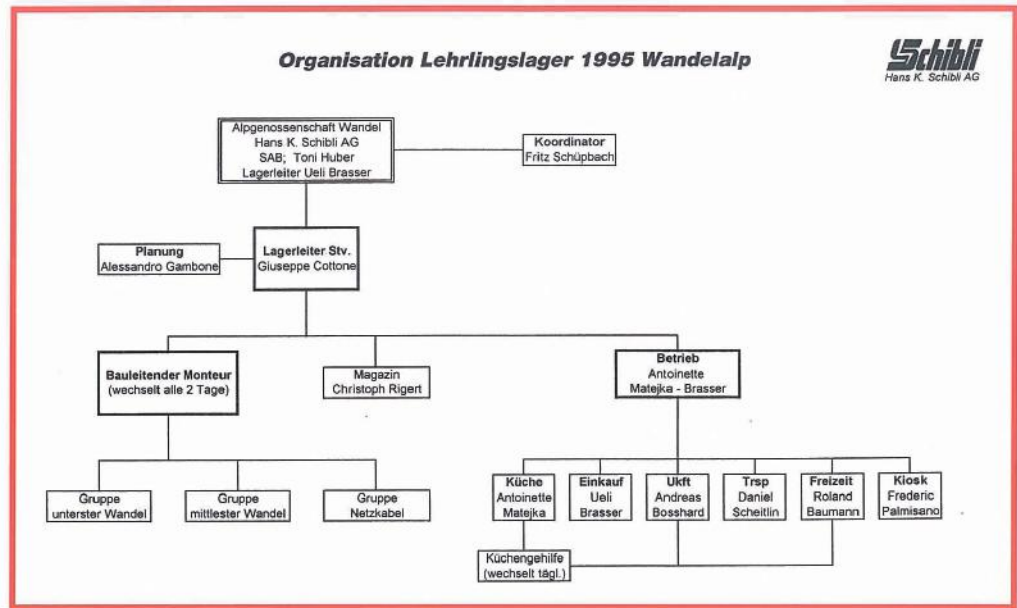 Organisation Lehrlingslager 1995 Wandelalp
Schibli
Hans K. Schibli AG
Alpgenossenschaft Wandel
Hans K. Schibli AG
SAB; Toni Huber
Lagerleiter Ueli Brasser
Koordinator
Fritz Schüpbach
Planung
Alessandro Gambone
Lagerleiter Stv.
Giuseppe Cottone
Bauleitender Monteur
(wechselt alle 2 Tage)
Magazin
Christoph Rigert
Betrieb
Antoinette
Matejka - Brasser
Gruppe
unterster Wandel
Gruppe
mittlester Wandel
Gruppe
Netzkabel
Küche
Antoinette
Matejka
Einkauf
Ueli
Brasser
Ukft
Andreas
Bosshard
Trsp
Daniel
Scheitlin
Freizeit
Roland
Baumann
Kiosk
Frederic
Palmisano
Küchengehilfe
(wechselt tägl.)